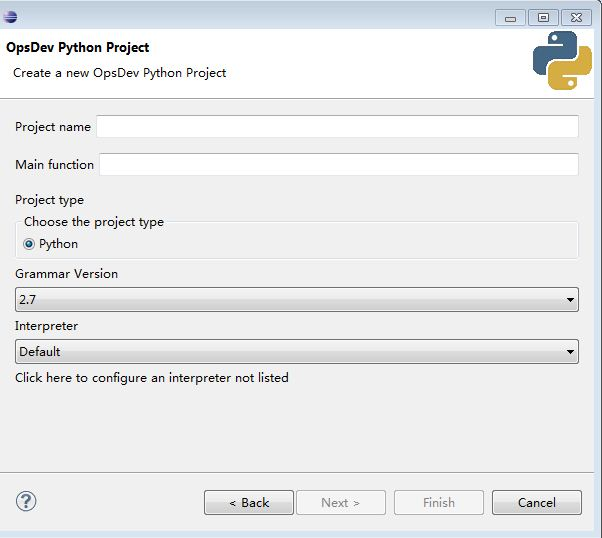 OpsDev Python Project
Create a new OpsDev Python Project
Project name
Main function
Project type
Choose the project type
Python
Grammar Version
2.7
Interpreter
Default
Click here to configure an interpreter not listed
? < Back Next > Finish Cancel